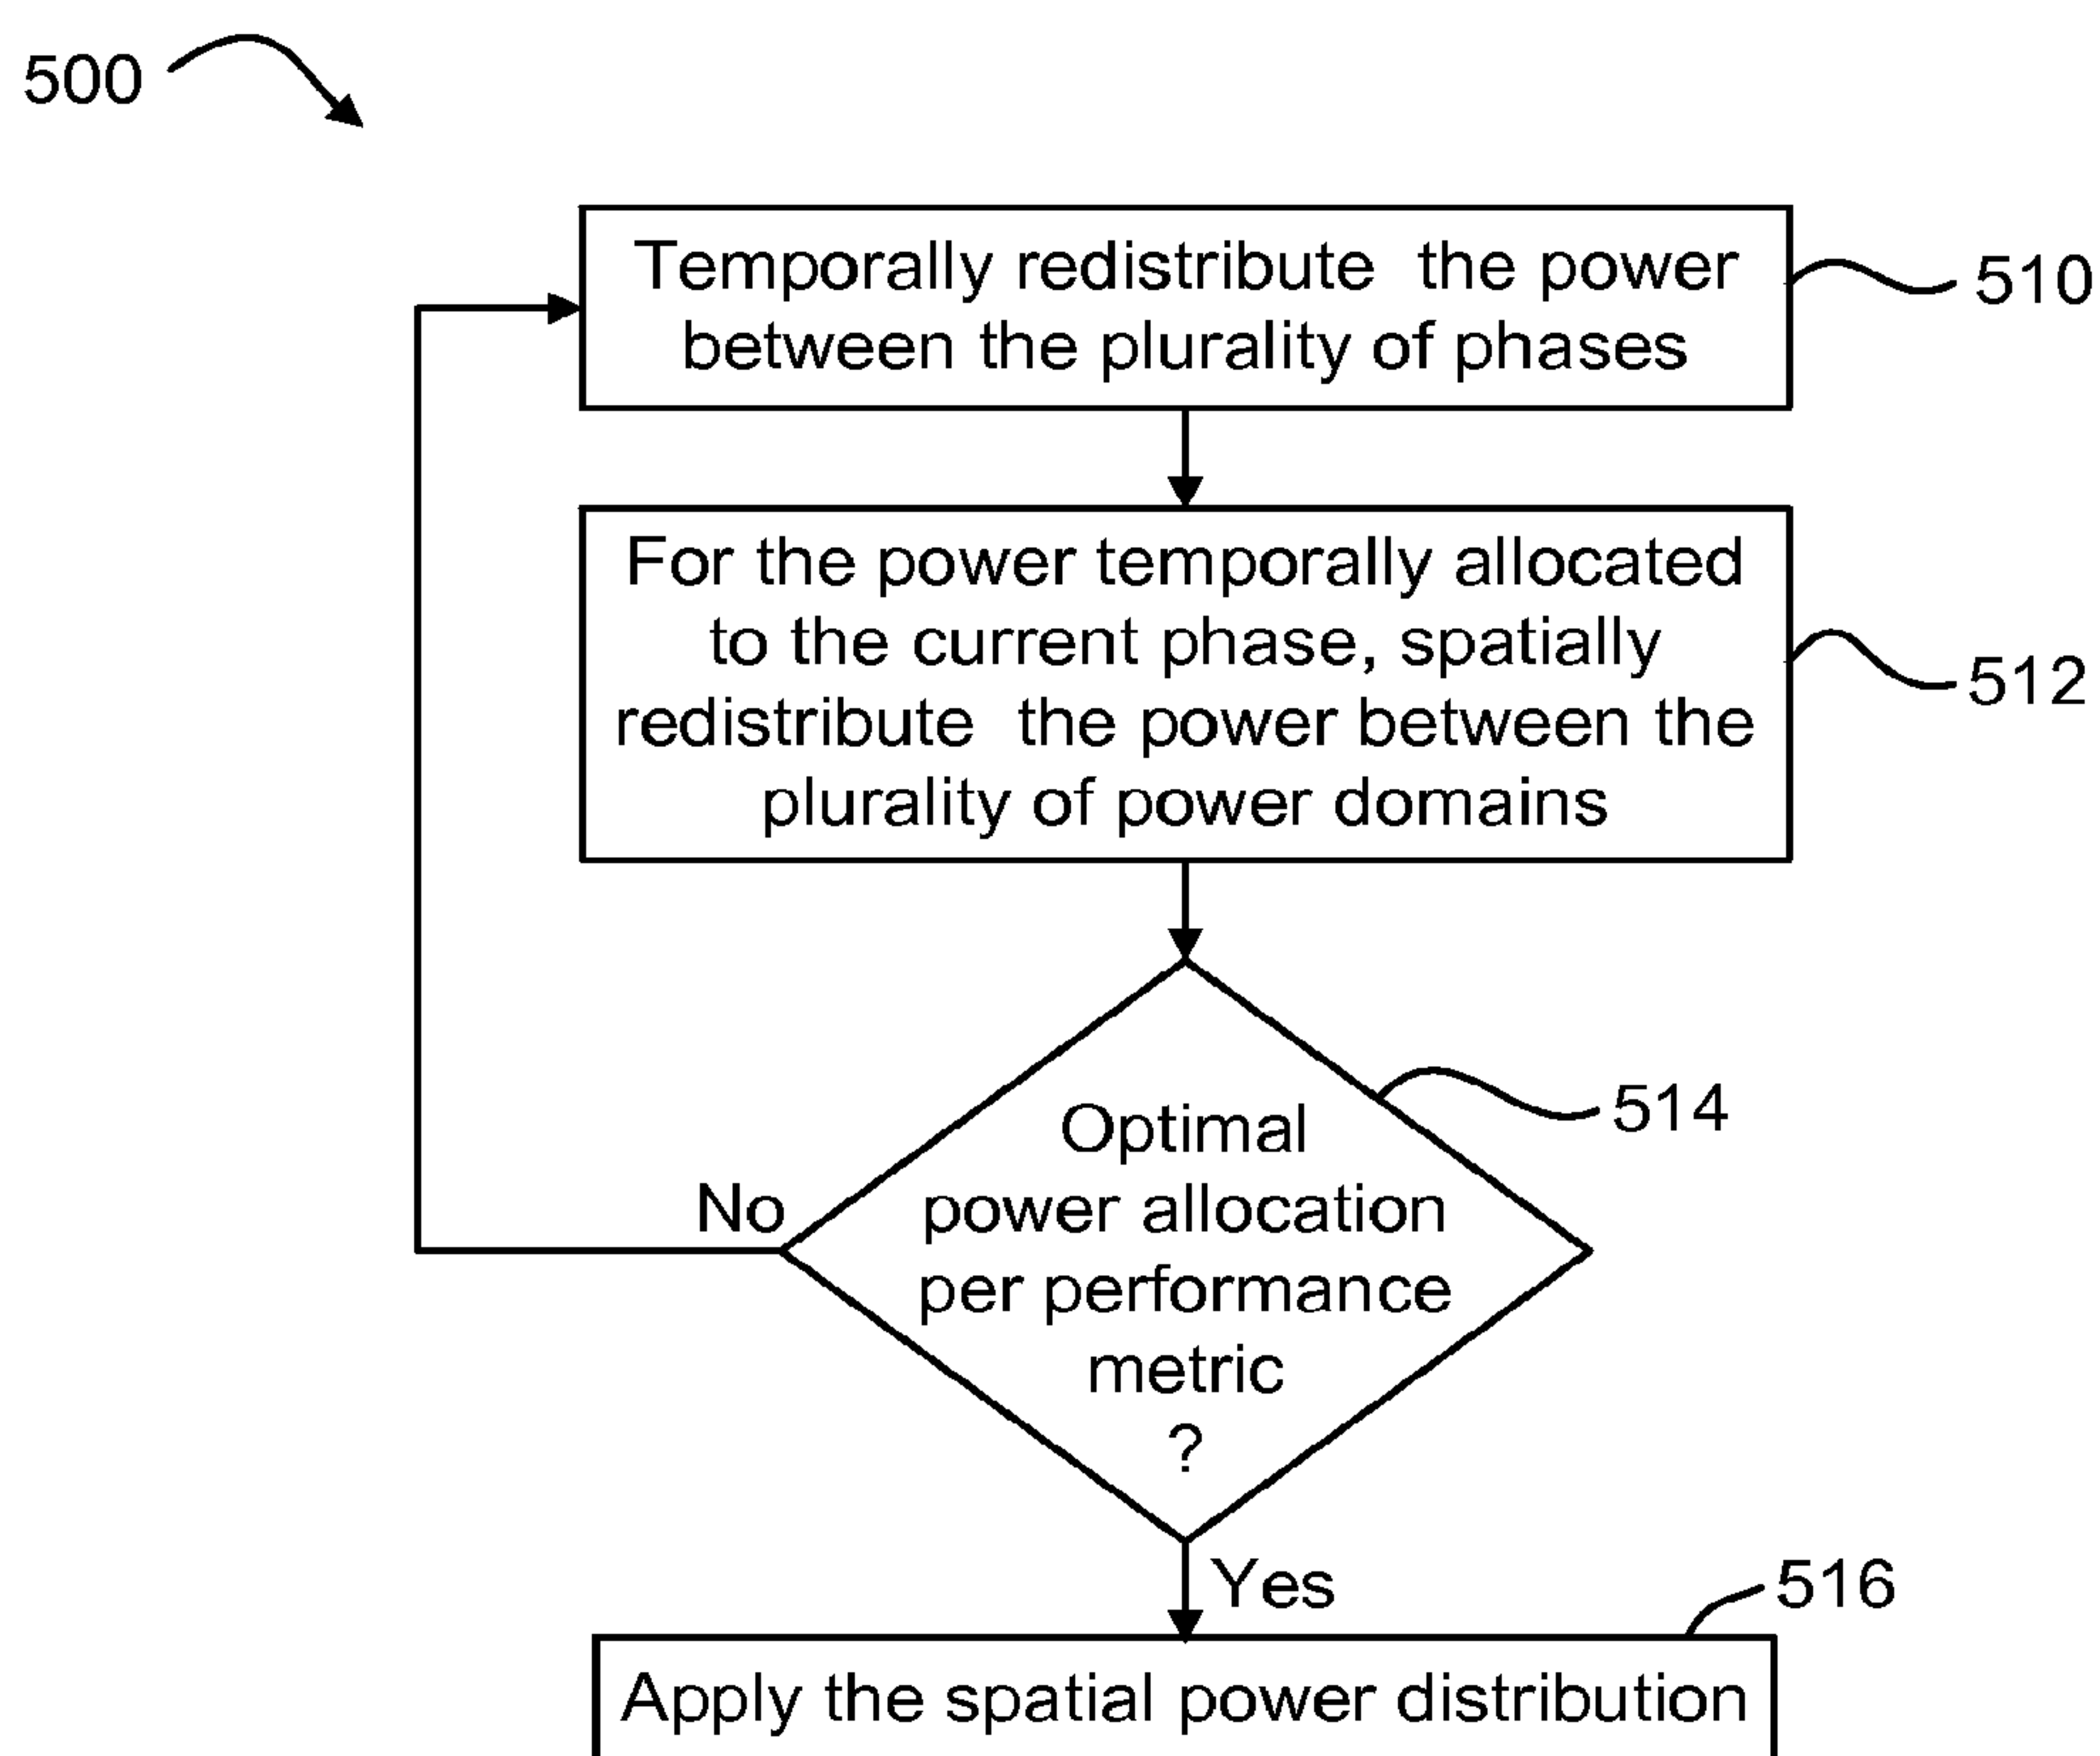 500
Temporally redistribute the power
between the plurality of phases
510
For the power temporally allocated
to the current phase, spatially
redistribute the power between the
plurality of power domains
512
Optimal
power allocation
per performance
metric
?
514
No
Yes
516
Apply the spatial power distribution